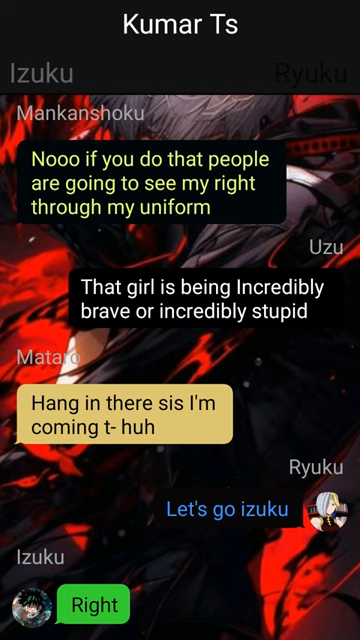 Kumar Ts
Izuku
Ryuku
Mankanshoku
Nooo if you do that people
are going to see my right
through my uniform
Uzu
That girl is being Incredibly
brave or incredibly stupid
Mataro
Hang in there sis I'm
coming t- huh
Ryuku
Let's go izuku
Izuku
Right